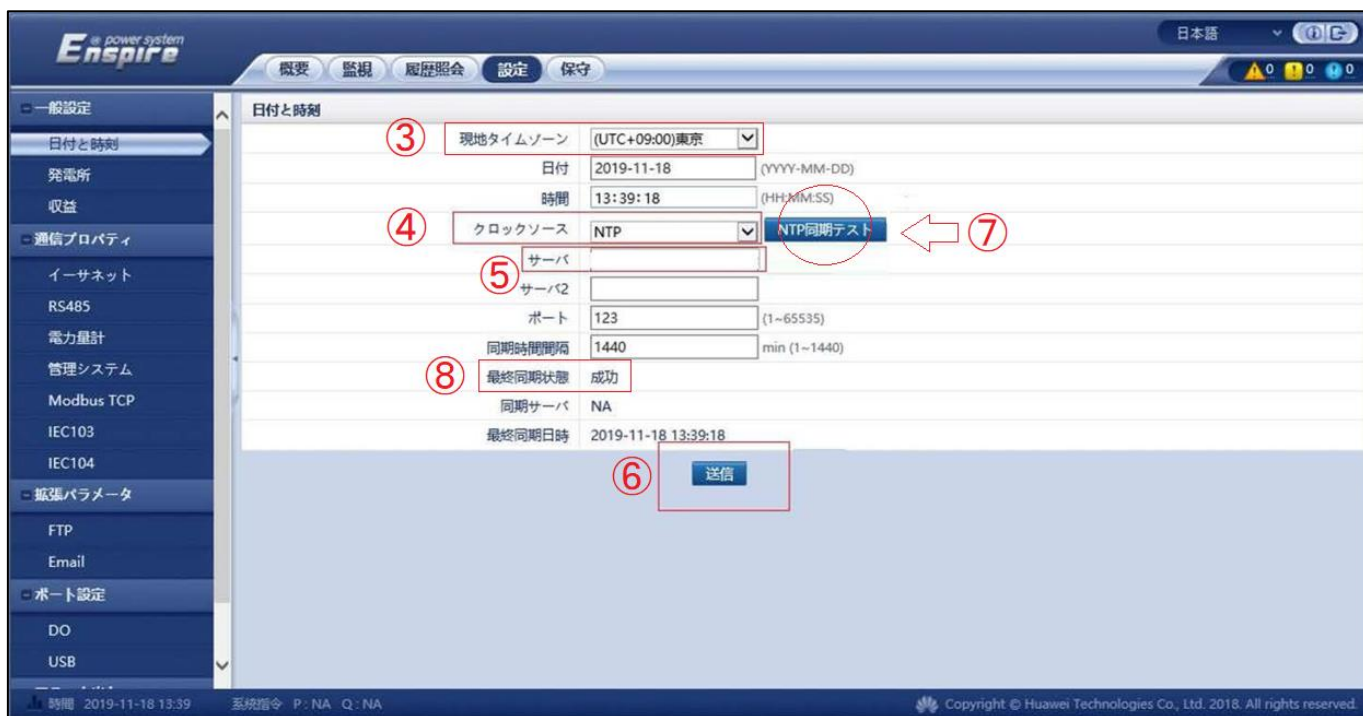 e power system
Enspire
日本語
概要 監視 履歴照会 設定 保守
0 0 0
一般設定
日付と時刻
発電所
収益
通信プロパティ
イーサネット
RS485
電力量計
管理システム
Modbus TCP
IEC103
IEC104
拡張パラメータ
FTP
Email
ポート設定
DO
USB
日付と時刻
③ 現地タイムゾーン (UTC+09:00)東京
日付 2019-11-18 (YYYY-MM-DD)
時間 13:39:18 (HH:MM:SS)
④ クロックソース NTP NTP同期テスト ⑦
⑤ サーバ
サーバ2
ポート 123 (1~65535)
同期時間間隔 1440 min (1~1440)
⑧ 最終同期状態 成功
同期サーバ NA
最終同期日時 2019-11-18 13:39:18
⑥ 送信
時間 2019-11-18 13:39 系統指令 P : NA Q : NA Copyright © Huawei Technologies Co., Ltd. 2018. All rights reserved.